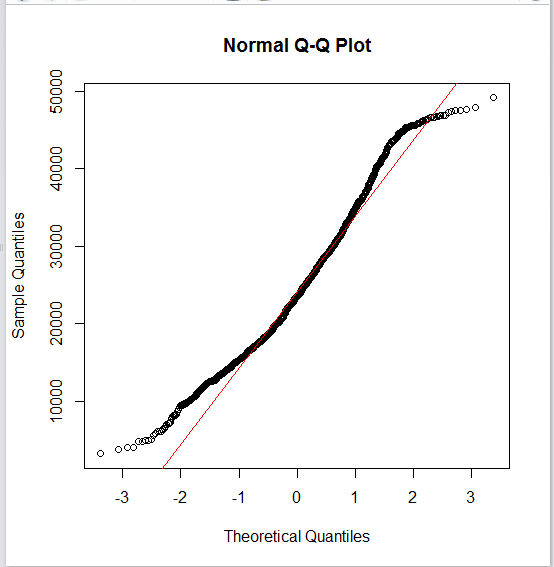 Normal Q-Q Plot
50000
40000
30000
20000
10000
Sample Quantiles
-3 -2 -1 0 1 2 3
Theoretical Quantiles